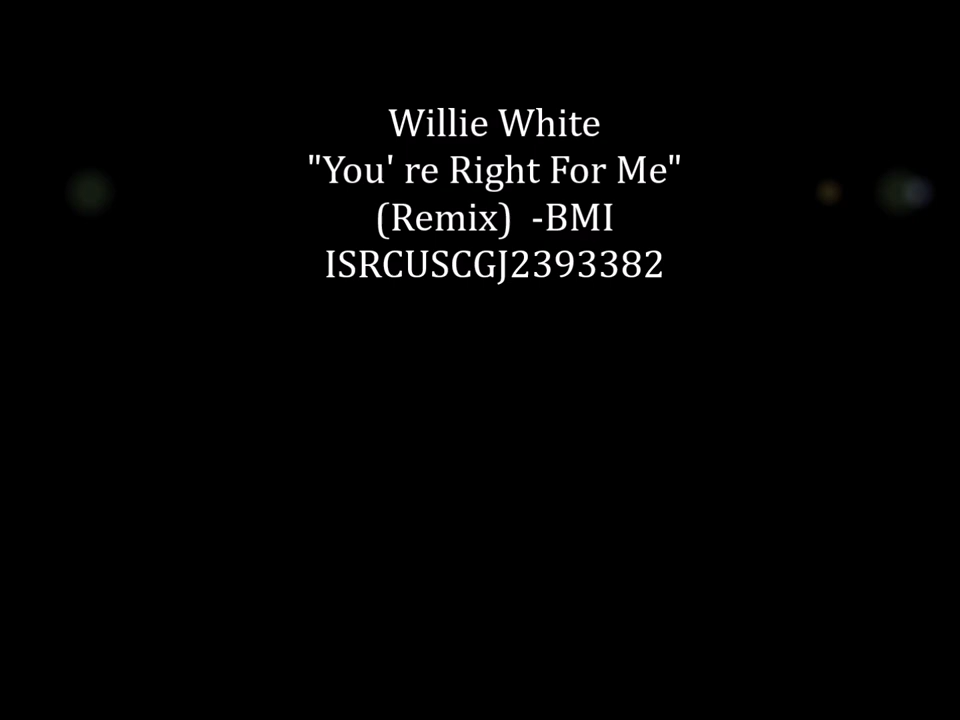 Willie White
"You' re Right For Me"
(Remix)  -BMI
ISRCUSCGJ2393382